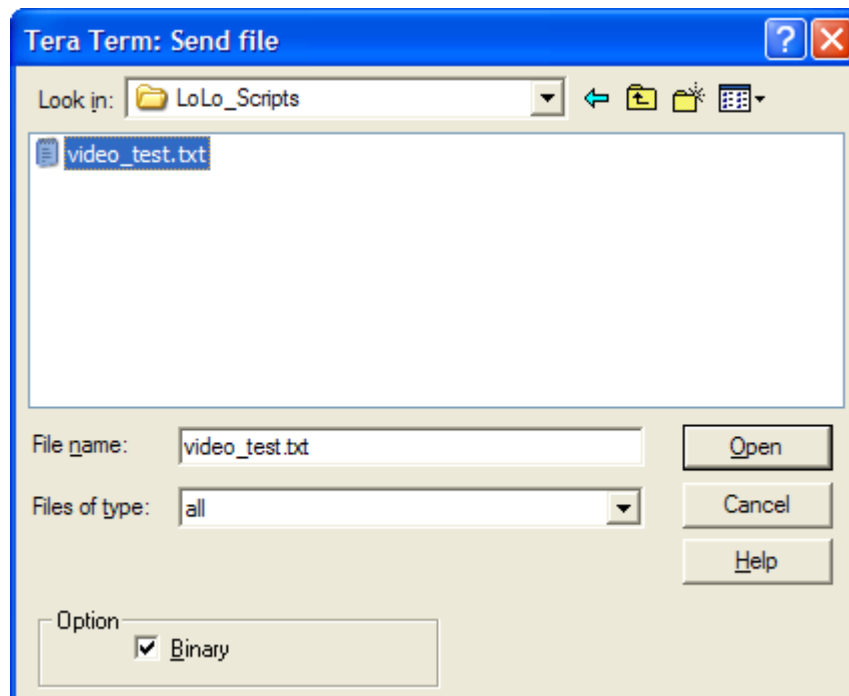 Tera Term: Send file
Look in: LoLo_Scripts
video_test.txt
File name: video_test.txt Open
Files of type: all Cancel
Help
Option
Binary